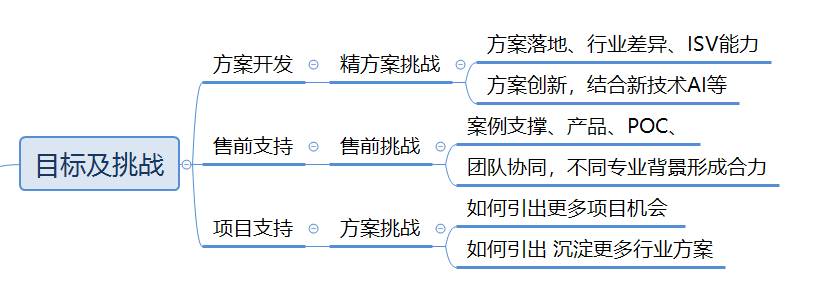 目标及挑战
方案开发
精方案挑战
方案落地、行业差异、ISV能力
方案创新，结合新技术AI等
售前支持
售前挑战
案例支撑、产品、POC、
团队协同，不同专业背景形成合力
项目支持
方案挑战
如何引出更多项目机会
如何引出 沉淀更多行业方案